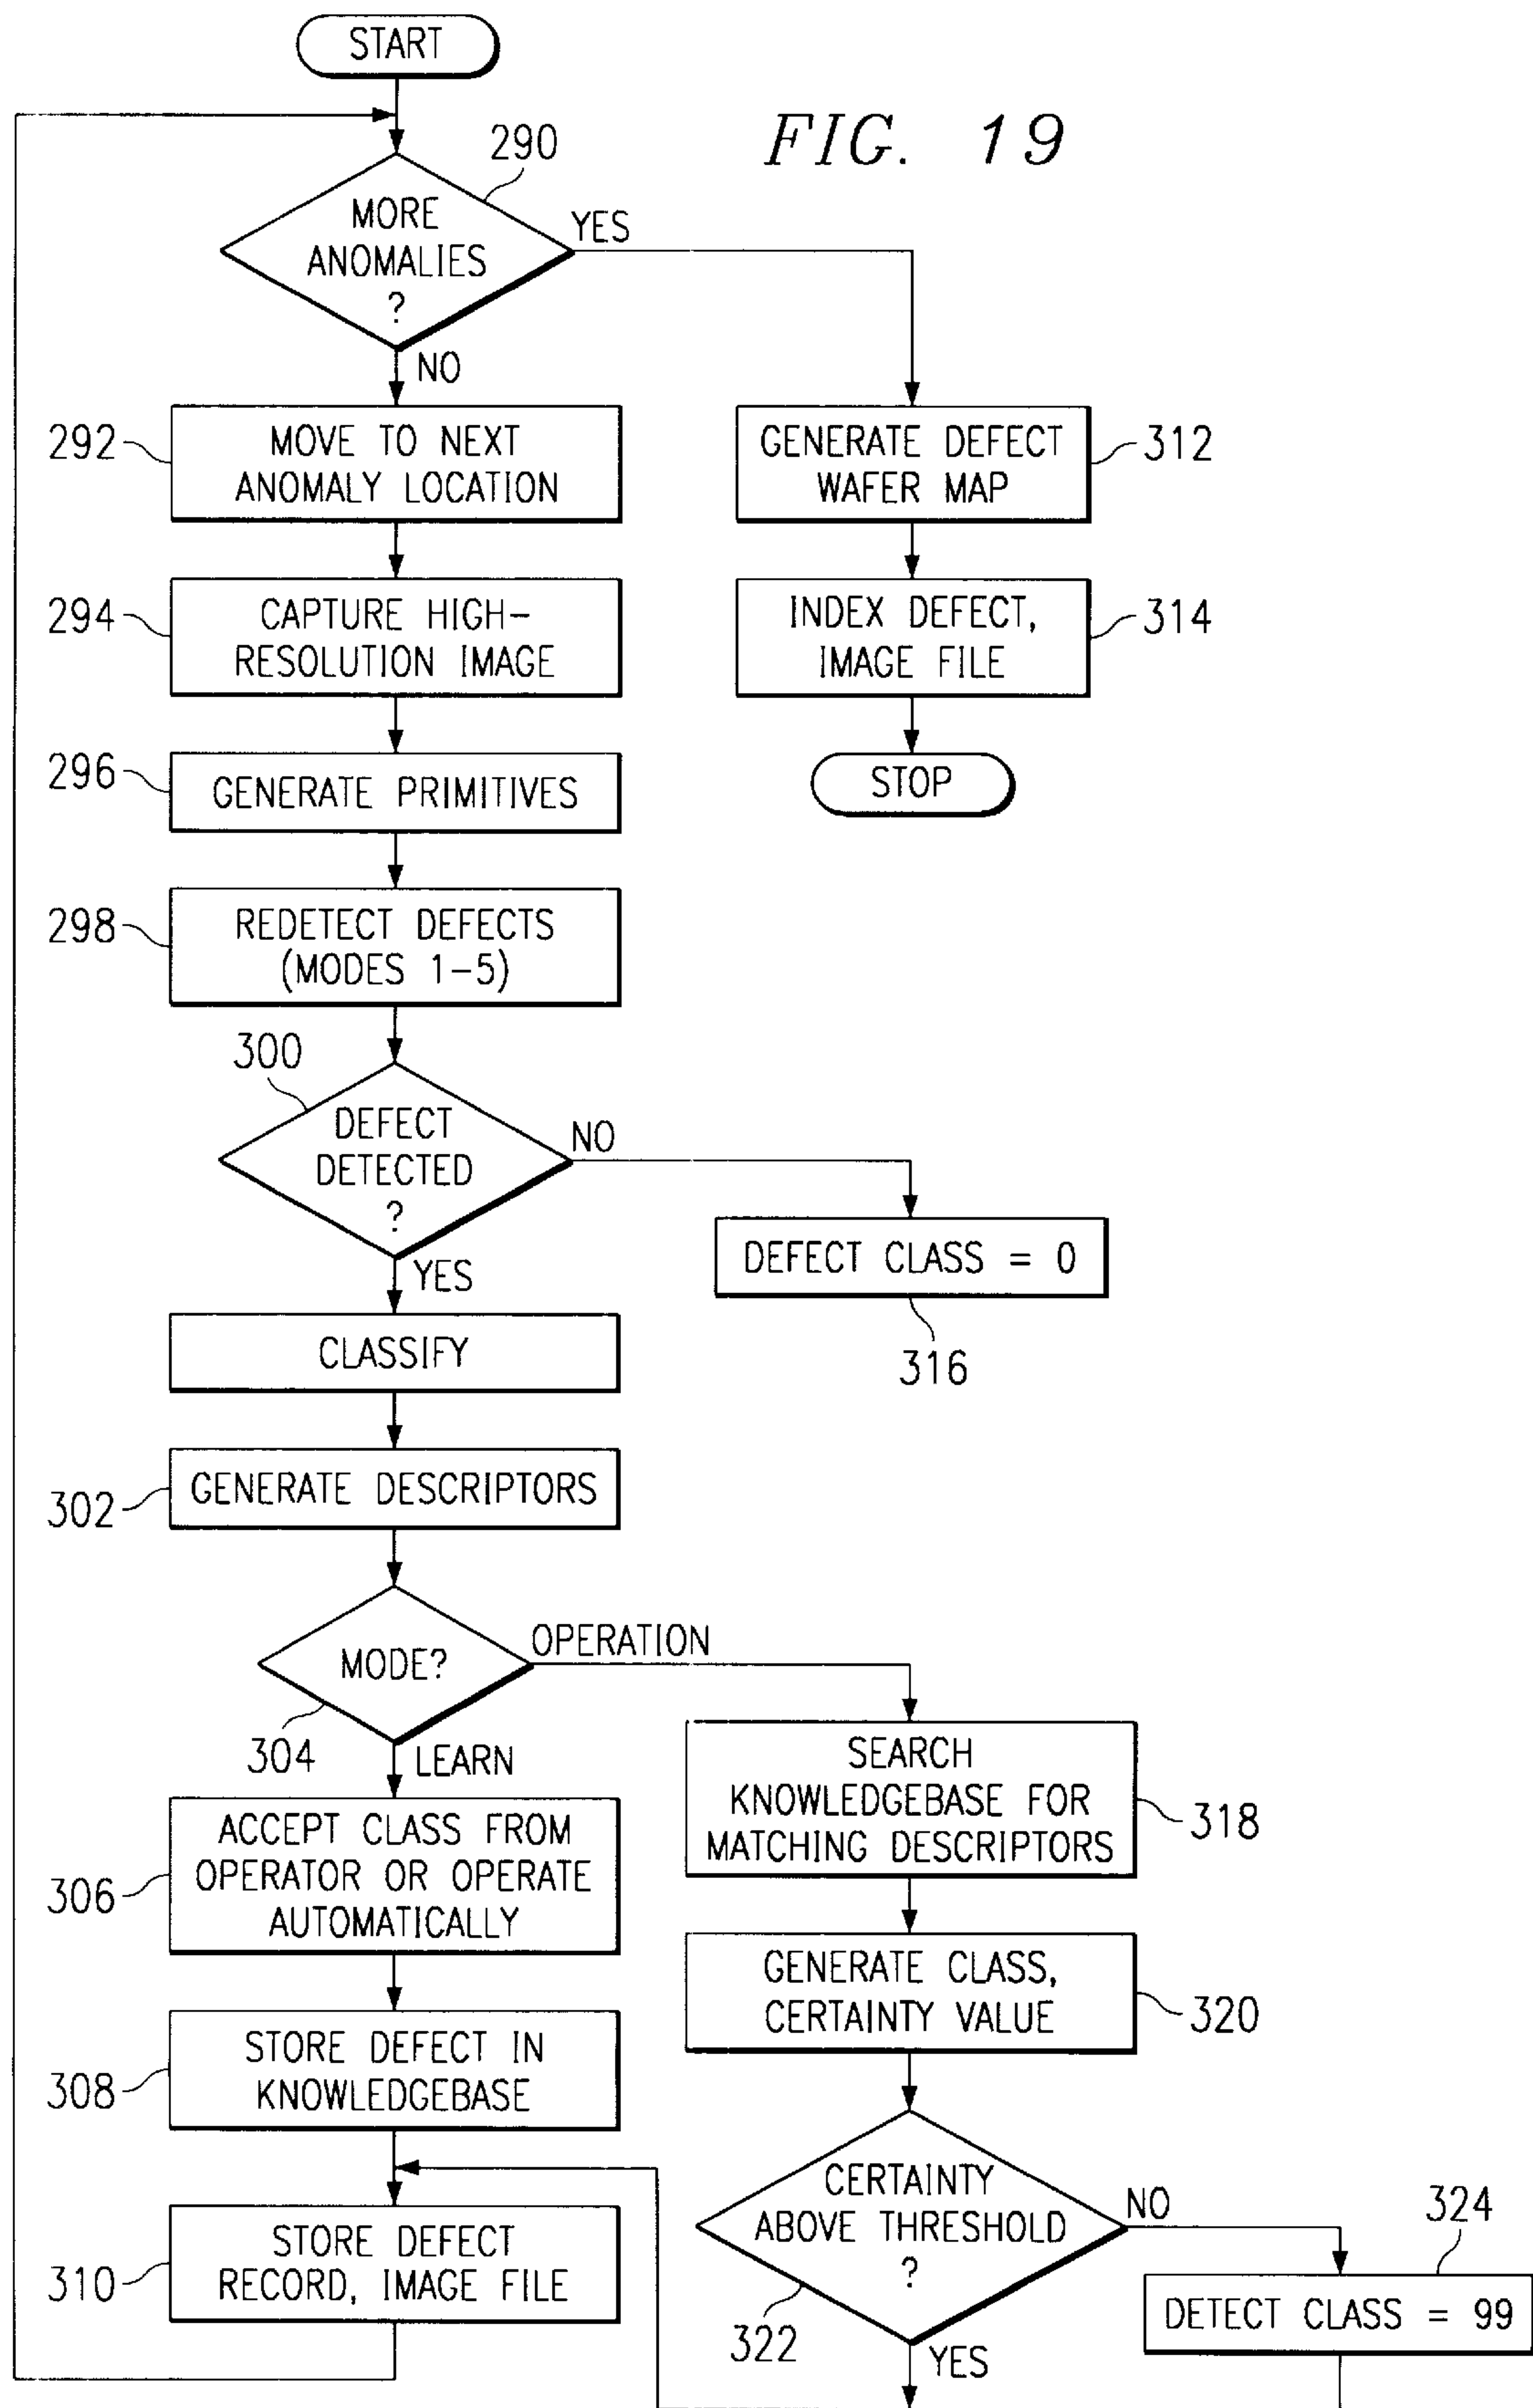 START
FIG. 19
290
MORE
ANOMALIES
?
YES
NO
292
MOVE TO NEXT
ANOMALY LOCATION
GENERATE DEFECT
WAFER MAP
312
294
CAPTURE HIGH-
RESOLUTION IMAGE
INDEX DEFECT,
IMAGE FILE
314
296
GENERATE PRIMITIVES
STOP
298
REDETECT DEFECTS
(MODES 1-5)
300
DEFECT
DETECTED
?
NO
YES
DEFECT CLASS = 0
316
CLASSIFY
302
GENERATE DESCRIPTORS
MODE?
OPERATION
304
LEARN
306
ACCEPT CLASS FROM
OPERATOR OR OPERATE
AUTOMATICALLY
SEARCH
KNOWLEDGEBASE FOR
MATCHING DESCRIPTORS
318
GENERATE CLASS,
CERTAINTY VALUE
320
308
STORE DEFECT IN
KNOWLEDGEBASE
CERTAINTY
ABOVE THRESHOLD
?
NO
322
YES
324
DETECT CLASS = 99
310
STORE DEFECT
RECORD, IMAGE FILE